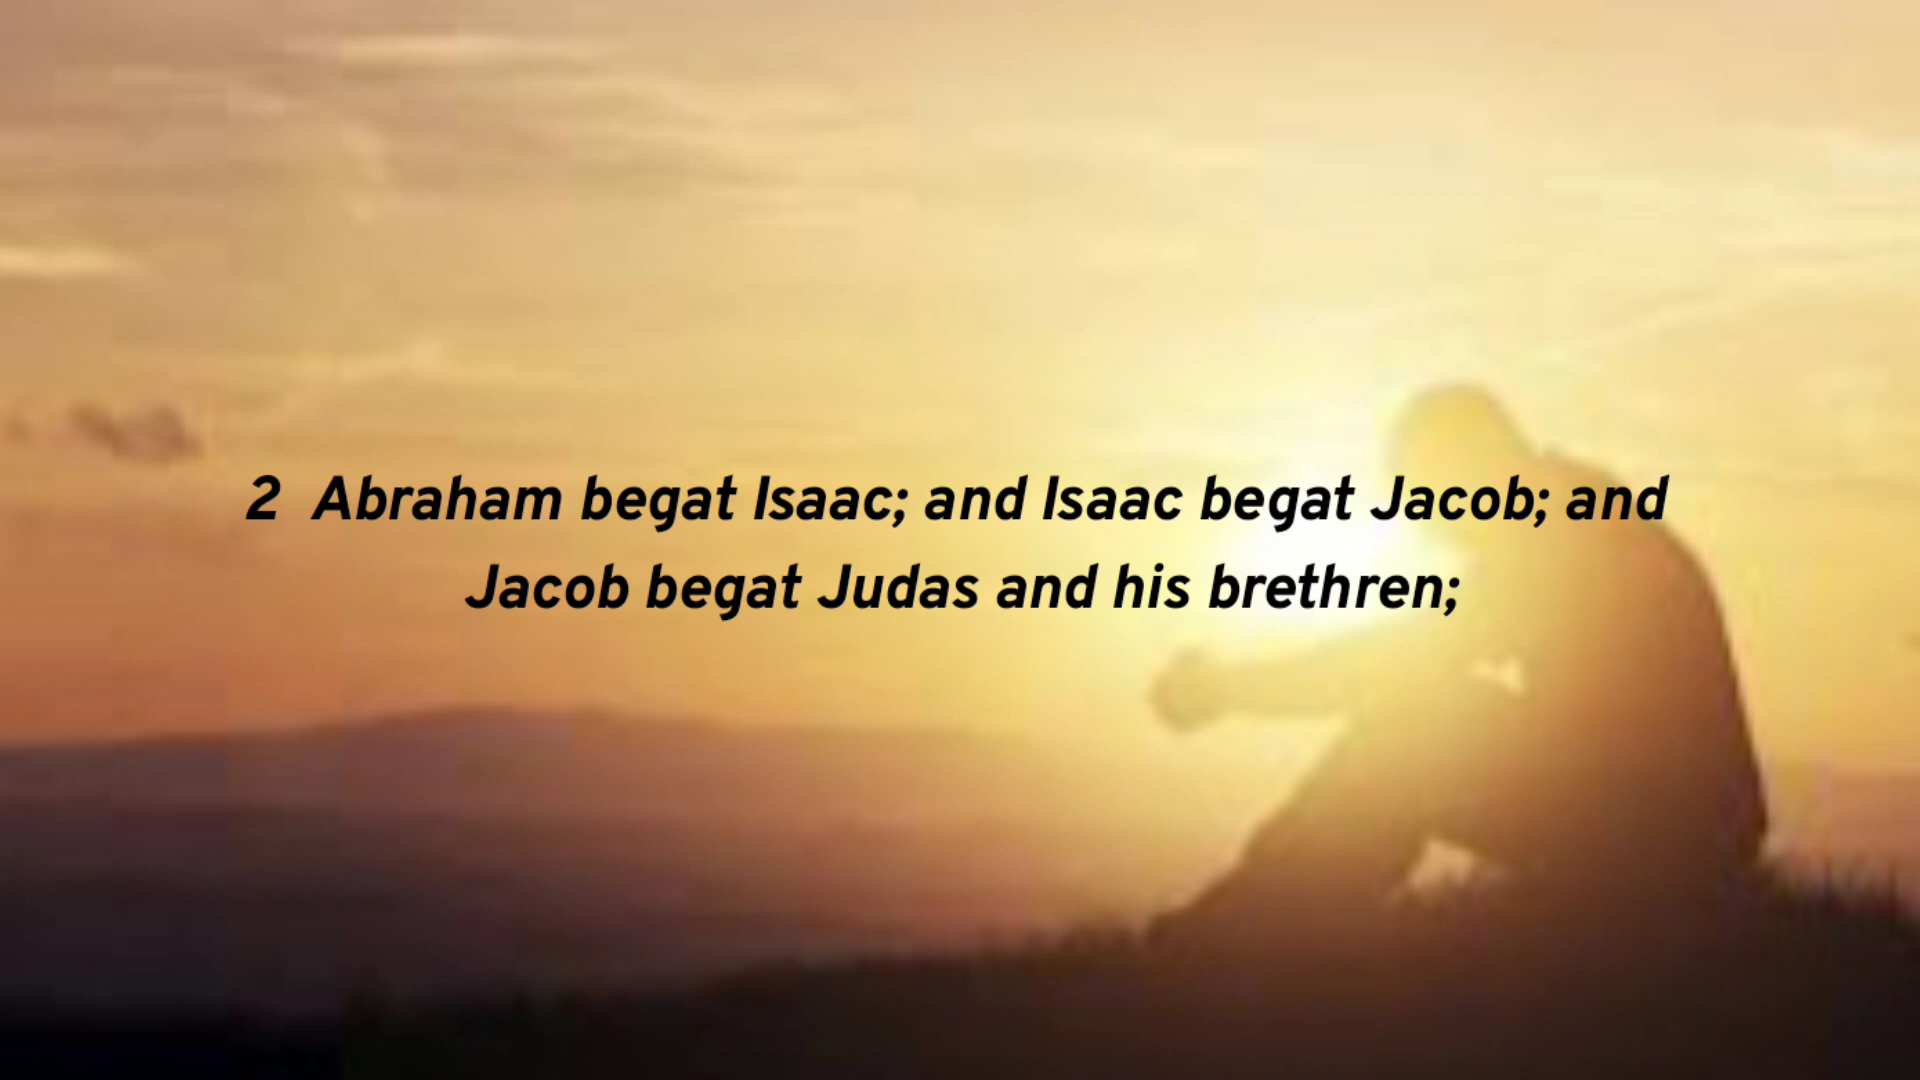 2 Abraham begat Isaac; and Isaac begat Jacob; and
Jacob begat Judas and his brethren;